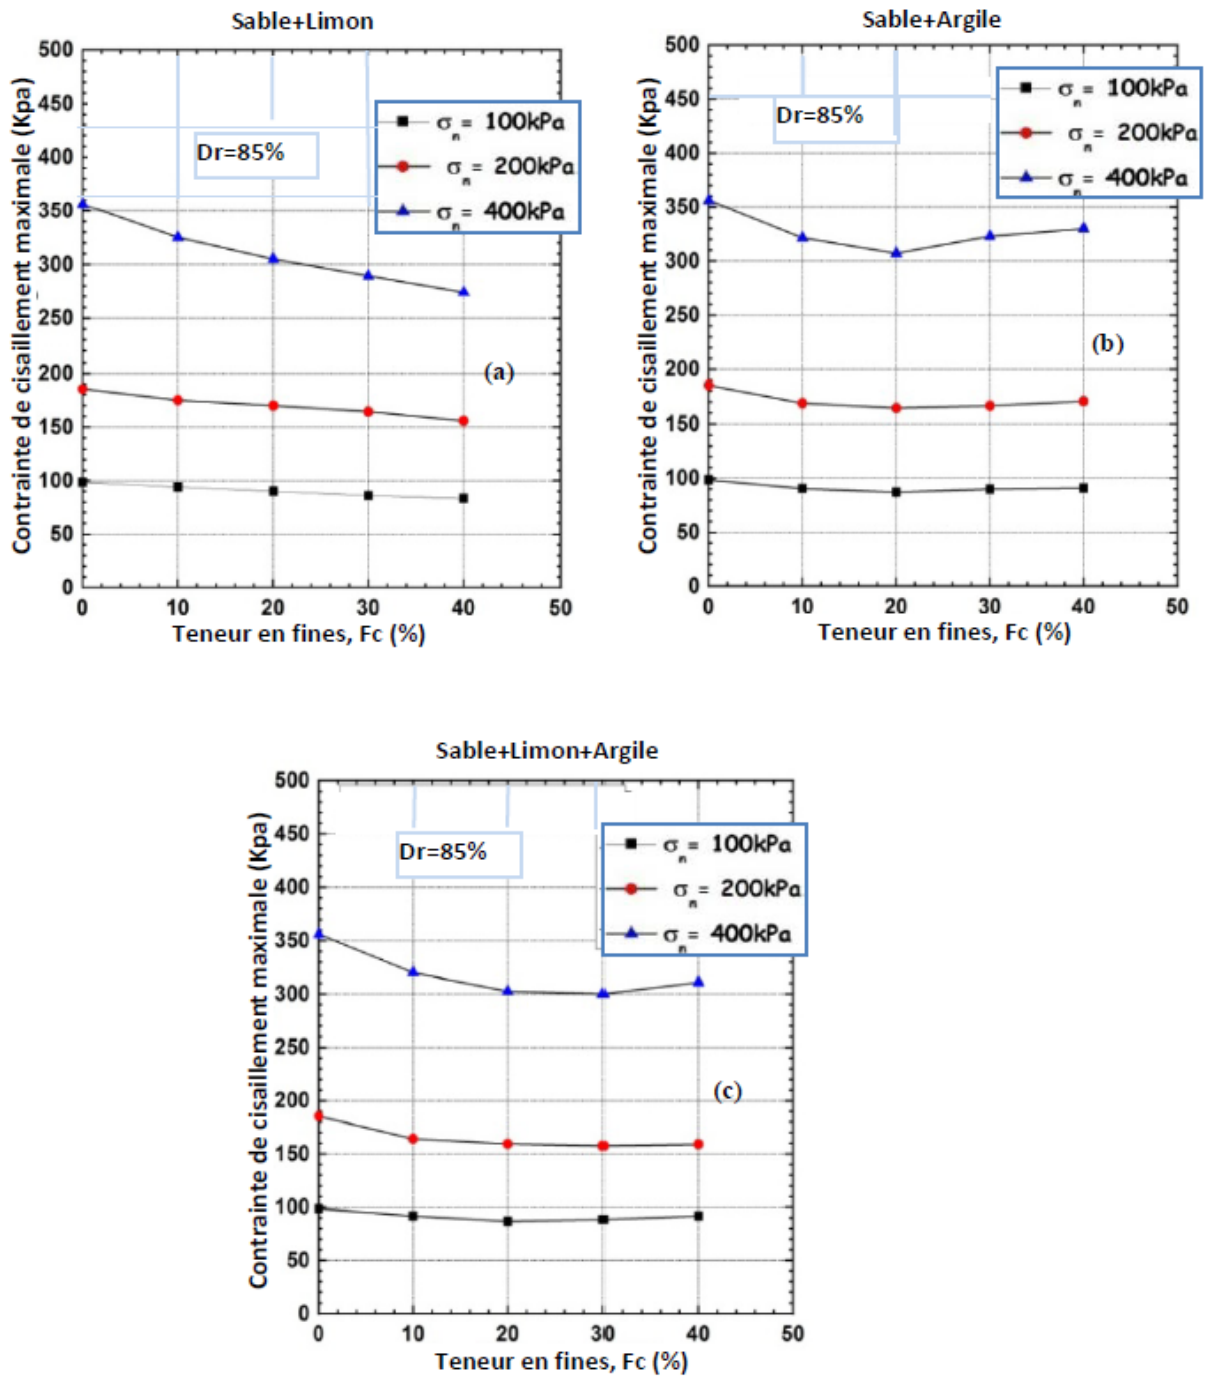 Sable+Limon
500
450
400
350
300
250
200
150
100
50
0
0 10 20 30 40 50
Contrainte de cisaillement maximale (Kpa)
Teneur en fines, Fc (%)
Dr=85%
σn = 100kPa
σn = 200kPa
σn = 400kPa
(a)
Sable+Argile
500
450
400
350
300
250
200
150
100
50
0
0 10 20 30 40 50
Contrainte de cisaillement maximale (Kpa)
Teneur en fines, Fc (%)
Dr=85%
σn = 100kPa
σn = 200kPa
σn = 400kPa
(b)
Sable+Limon+Argile
500
450
400
350
300
250
200
150
100
50
0
0 10 20 30 40 50
Contrainte de cisaillement maximale (Kpa)
Teneur en fines, Fc (%)
Dr=85%
σn = 100kPa
σn = 200kPa
σn = 400kPa
(c)